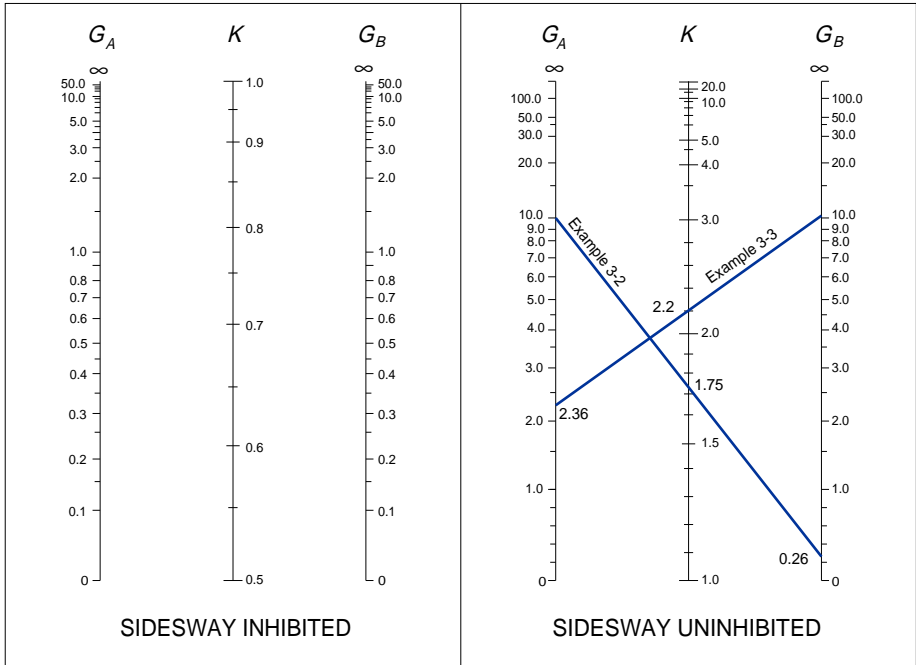 G_A K G_B
∞ ∞
50.0 1.0 50.0
10.0 10.0
5.0 0.9 5.0
3.0 3.0
2.0 2.0
0.8
1.0 1.0
0.8 0.8
0.7 0.7
0.6 0.7 0.6
0.5 0.5
0.4 0.4
0.3 0.3
0.6
0.2 0.2
0.1 0.1
0 0.5 0
SIDESWAY INHIBITED
G_A K G_B
∞ ∞
20.0
100.0 10.0 100.0
50.0 50.0
30.0 5.0 30.0
20.0 4.0 20.0
10.0 3.0 10.0
9.0 9.0
8.0 8.0
7.0 7.0
6.0 6.0
5.0 5.0
Example 3-2
Example 3-3
2.2
4.0 2.0 4.0
3.0 3.0
1.75
2.36
2.0 2.0
1.5
1.0 1.0
0.26
0 1.0 0
SIDESWAY UNINHIBITED